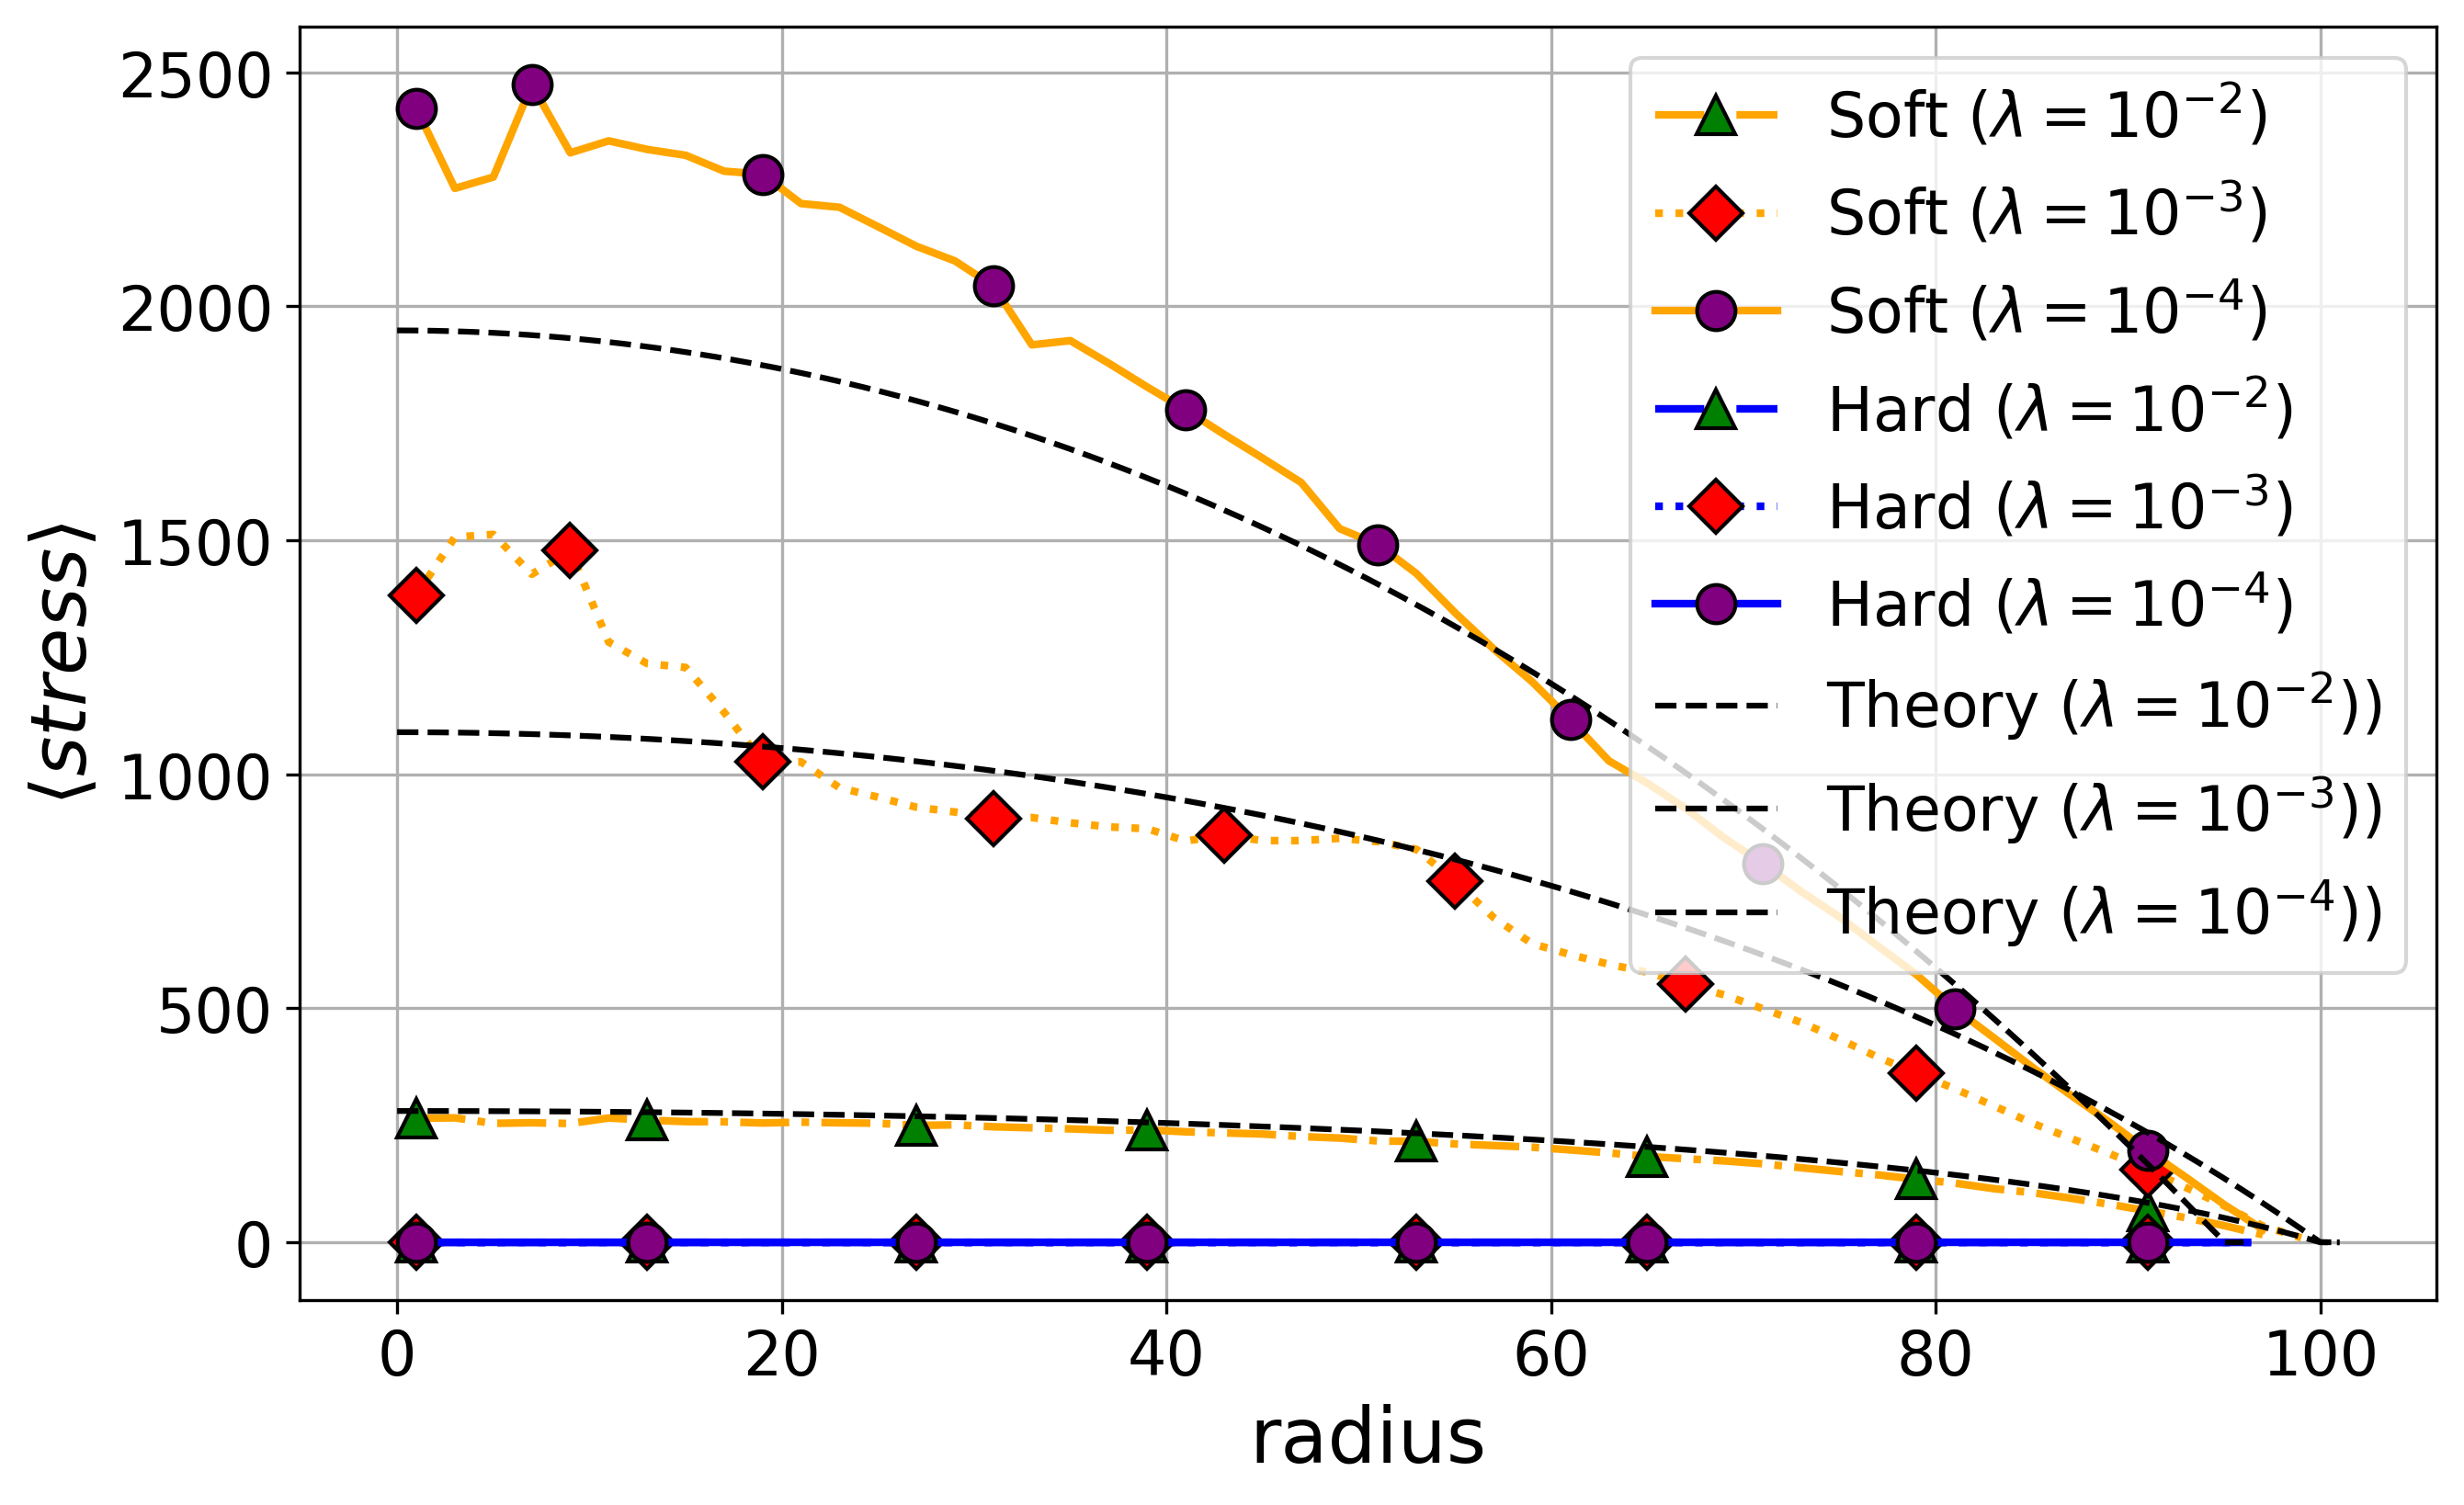 2500
2000
1500
1000
500
0
⟨stress⟩
0 20 40 60 80 100
radius
Soft (λ = 10⁻²)
Soft (λ = 10⁻³)
Soft (λ = 10⁻⁴)
Hard (λ = 10⁻²)
Hard (λ = 10⁻³)
Hard (λ = 10⁻⁴)
Theory (λ = 10⁻²))
Theory (λ = 10⁻³))
Theory (λ = 10⁻⁴))